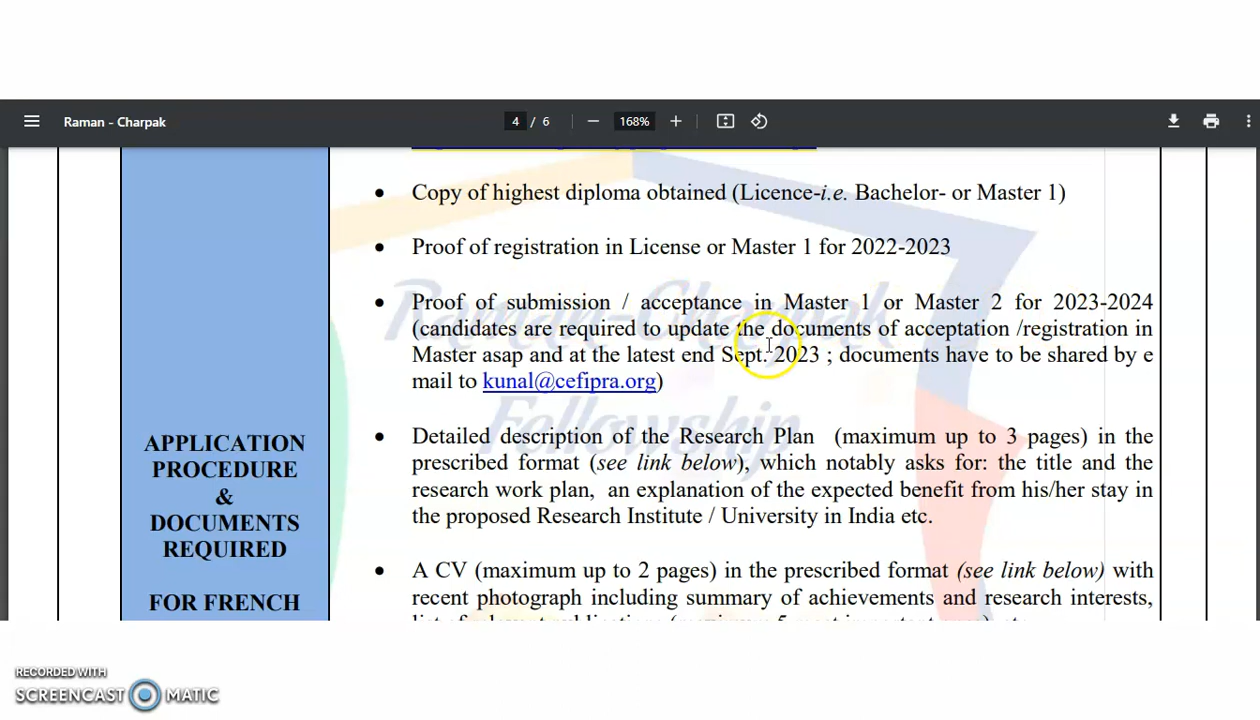 Raman – Charpak
4 / 6
168%
• Copy of highest diploma obtained (Licence-i.e. Bachelor- or Master 1)
• Proof of registration in License or Master 1 for 2022-2023
• Proof of submission / acceptance in Master 1 or Master 2 for 2023-2024
(candidates are required to update the documents of acceptation /registration in
Master asap and at the latest end Sept. 2023 ; documents have to be shared by e
mail to kunal@cefipra.org)
• Detailed description of the Research Plan (maximum up to 3 pages) in the
prescribed format (see link below), which notably asks for: the title and the
research work plan, an explanation of the expected benefit from his/her stay in
the proposed Research Institute / University in India etc.
• A CV (maximum up to 2 pages) in the prescribed format (see link below) with
recent photograph including summary of achievements and research interests,
APPLICATION
PROCEDURE
&
DOCUMENTS
REQUIRED
FOR FRENCH
Raman-Charpak
Fellowship
RECORDED WITH
SCREENCAST MATIC